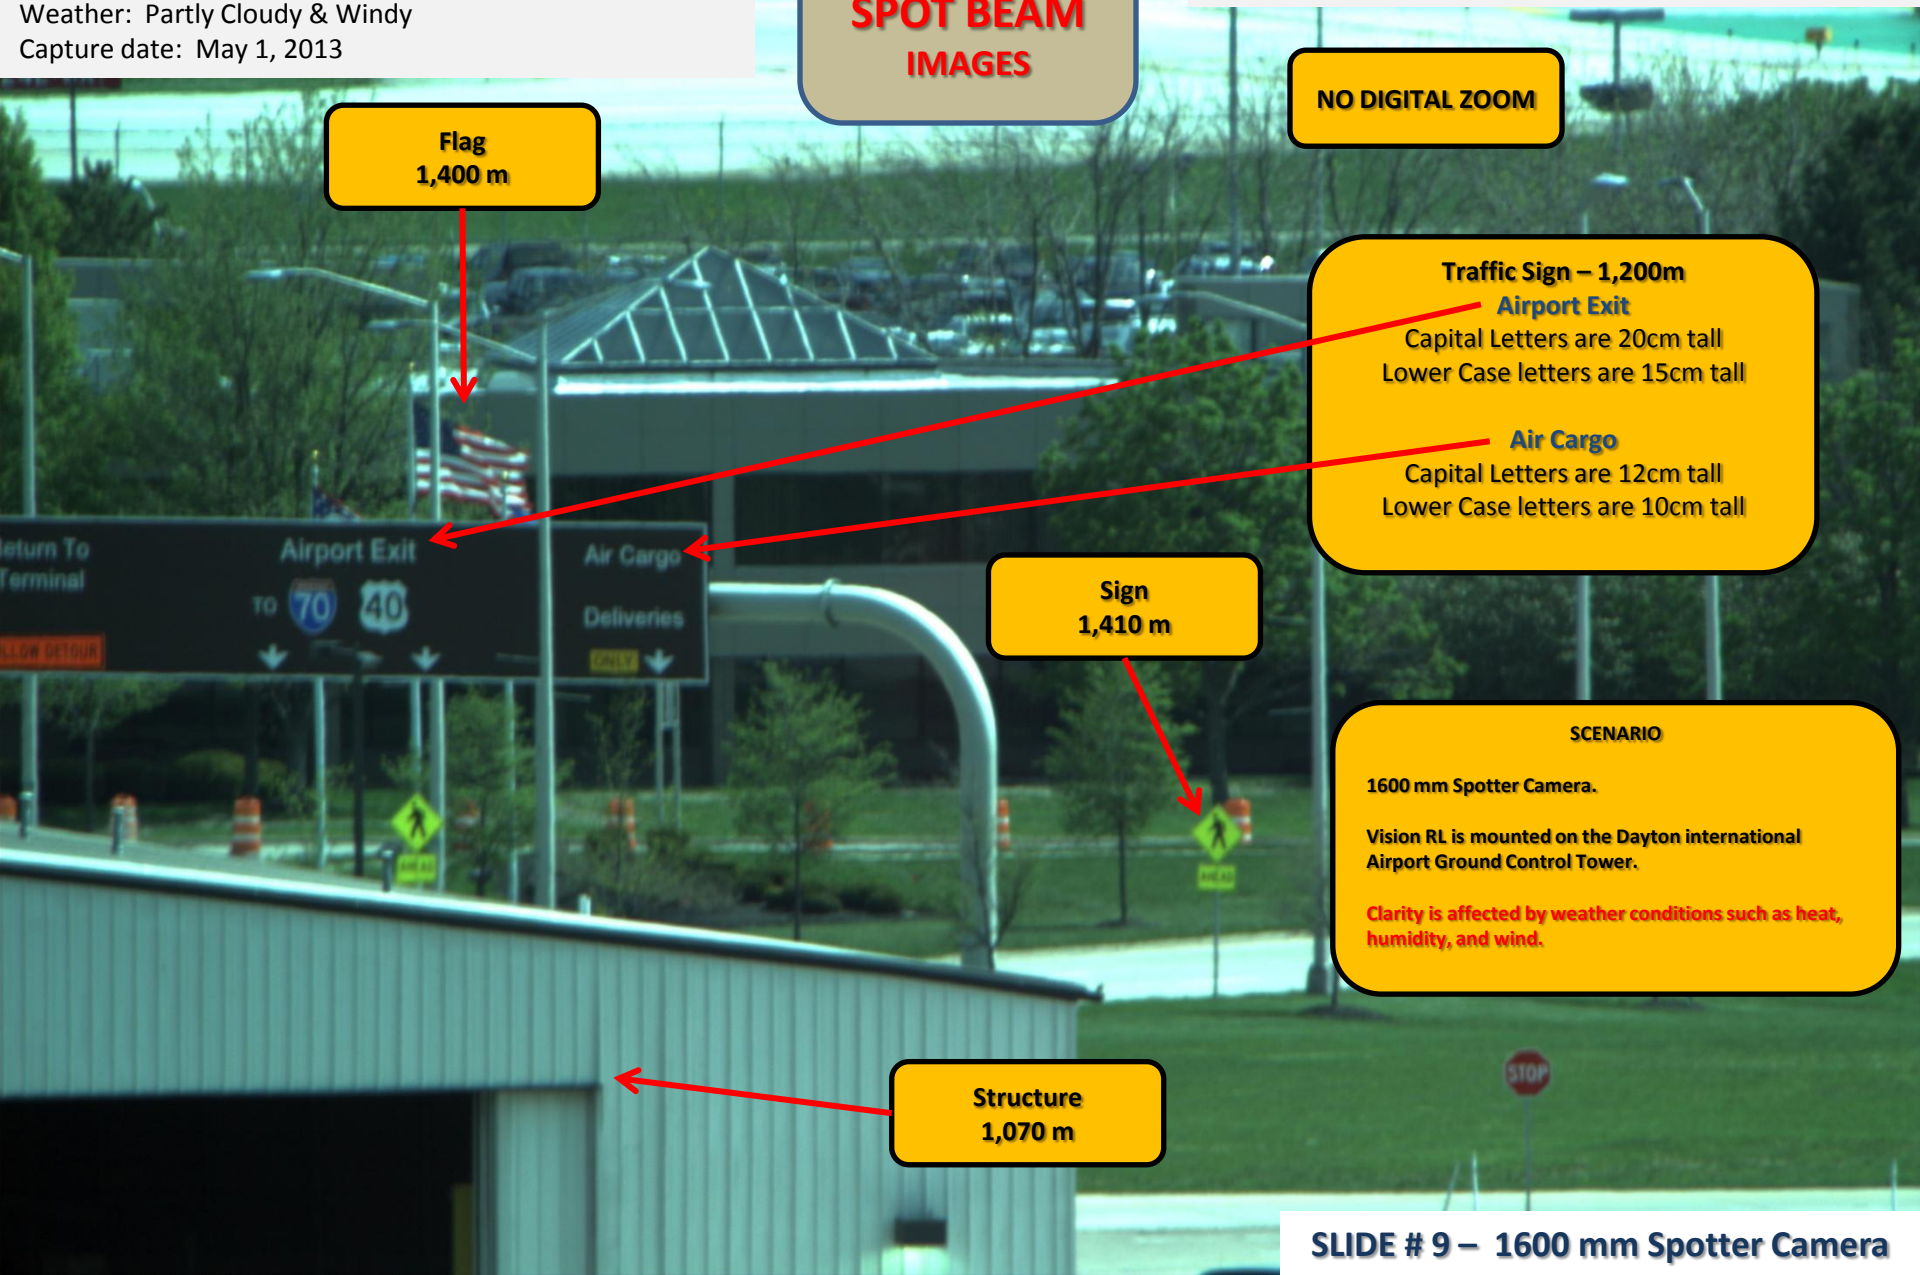 Weather: Partly Cloudy & Windy
Capture date: May 1, 2013
SPOT BEAM
IMAGES
NO DIGITAL ZOOM
Flag
1,400 m
Traffic Sign – 1,200m
Airport Exit
Capital Letters are 20cm tall
Lower Case letters are 15cm tall
Air Cargo
Capital Letters are 12cm tall
Lower Case letters are 10cm tall
Return To
Terminal
FOLLOW DETOUR
Airport Exit
TO 70 40
Air Cargo
Deliveries
ONLY
Sign
1,410 m
AHEAD
AHEAD
SCENARIO
1600 mm Spotter Camera.
Vision RL is mounted on the Dayton international
Airport Ground Control Tower.
Clarity is affected by weather conditions such as heat,
humidity, and wind.
STOP
Structure
1,070 m
SLIDE # 9 – 1600 mm Spotter Camera